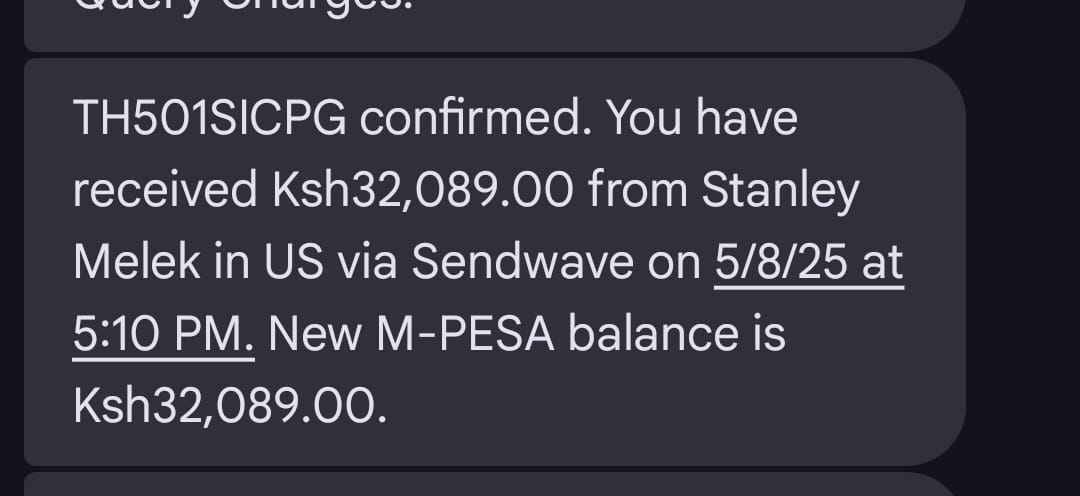 Query Charges.
TH501SICPG confirmed. You have
received Ksh32,089.00 from Stanley
Melek in US via Sendwave on 5/8/25 at
5:10 PM. New M-PESA balance is
Ksh32,089.00.